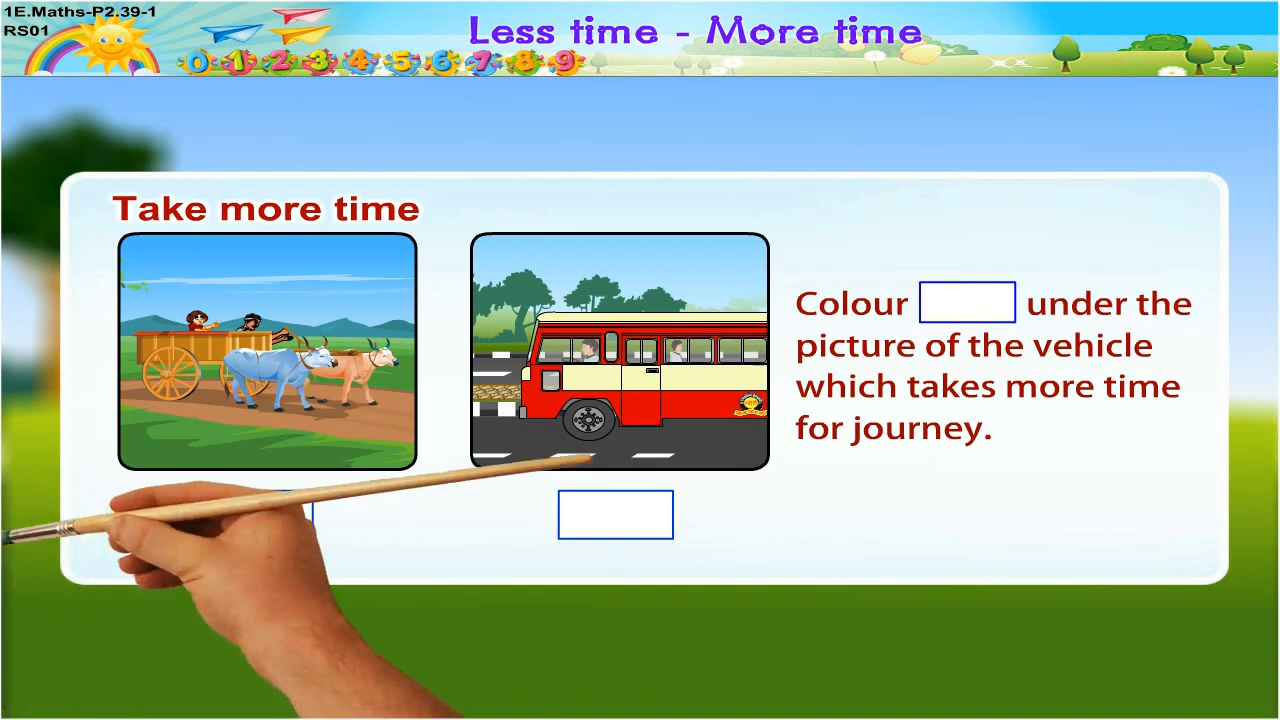 1E.Maths-P2.39-1
RS01
Less time - More time
0 1 2 3 4 5 6 7 8 9
Take more time
Colour under the
picture of the vehicle
which takes more time
for journey.